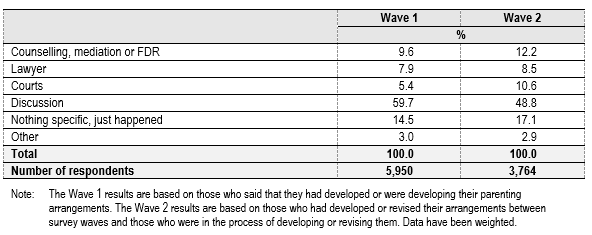 Wave 1 Wave 2
%
Counselling, mediation or FDR 9.6 12.2
Lawyer 7.9 8.5
Courts 5.4 10.6
Discussion 59.7 48.8
Nothing specific, just happened 14.5 17.1
Other 3.0 2.9
Total 100.0 100.0
Number of respondents 5,950 3,764
Note: The Wave 1 results are based on those who said that they had developed or were developing their parenting
arrangements. The Wave 2 results are based on those who had developed or revised their arrangements between
survey waves and those who were in the process of developing or revising them. Data have been weighted.